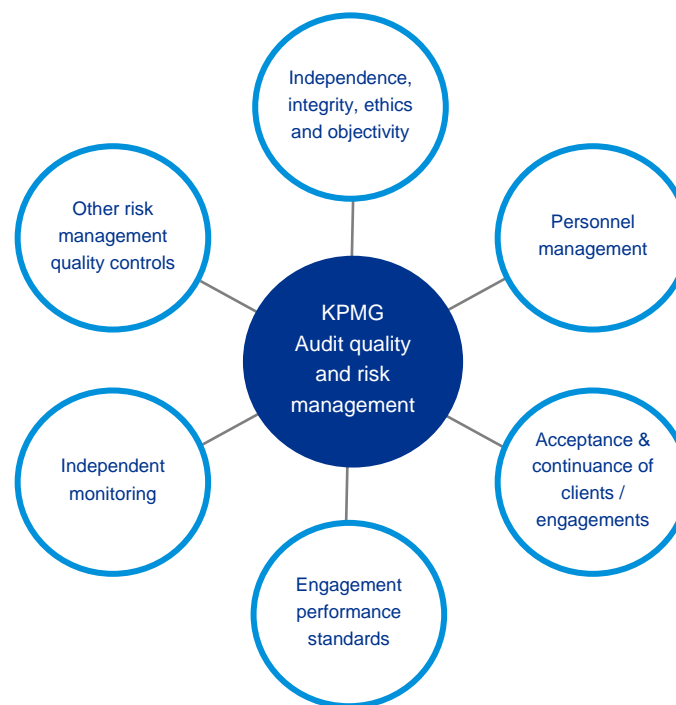 Independence,
integrity, ethics
and objectivity
Other risk
management
quality controls
Personnel
management
KPMG
Audit quality
and risk
management
Independent
monitoring
Acceptance &
continuance of
clients /
engagements
Engagement
performance
standards